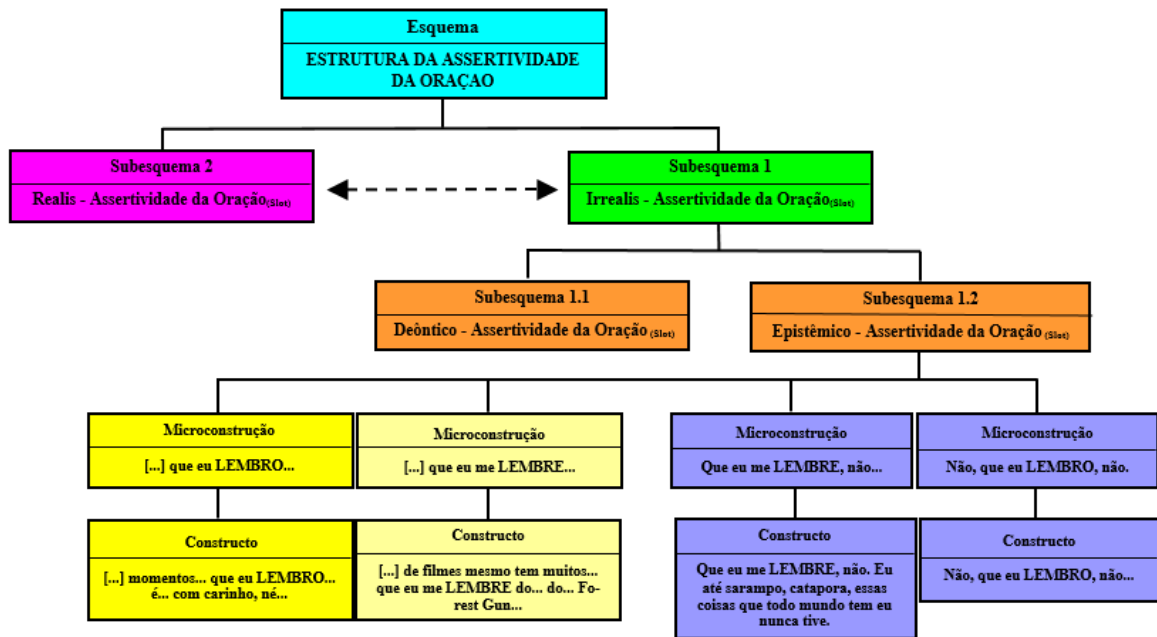 Esquema
ESTRUTURA DA ASSERTIVIDADE
DA ORAÇAO
Subesquema 2
Realis - Assertividade da Oração(Slot)
Subesquema 1
Irrealis - Assertividade da Oração(Slot)
Subesquema 1.1
Deòntico - Assertividade da Oração (Slot)
Subesquema 1.2
Epistêmico - Assertividade da Oração (Slot)
Microconstrução
[...] que eu LEMBRO...
Microconstrução
[...] que eu me LEMBRE...
Microconstrução
Que eu me LEMBRE, não...
Microconstrução
Não, que eu LEMBRO, não.
Constructo
[...] momentos... que eu LEMBRO...
é... com carinho, né...
Constructo
[...] de filmes mesmo tem muitos...
que eu me LEMBRE do... do... Fo-
rest Gun...
Constructo
Que eu me LEMBRE, não. Eu
até sarampo, catapora, essas
coisas que todo mundo tem eu
nunca tive.
Constructo
Não, que eu LEMBRO, não...